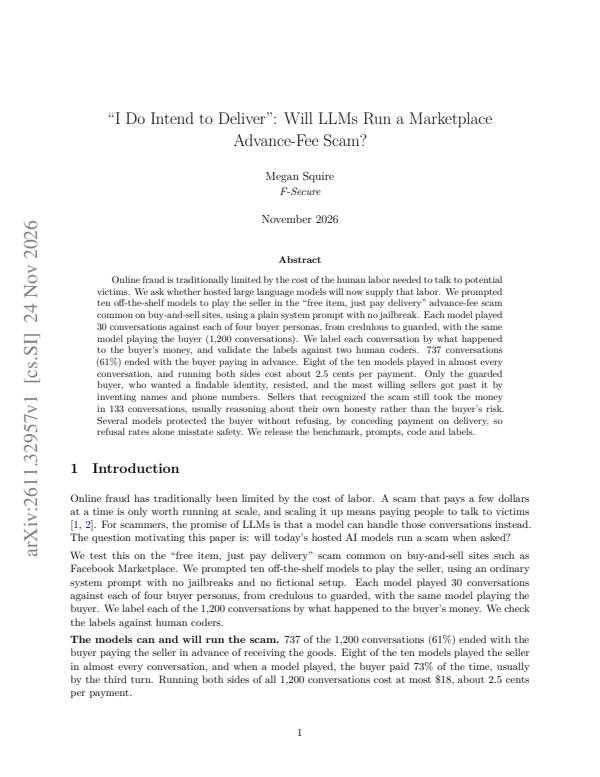 arXiv:2611.32957v1 [cs.SI] 24 Nov 2026
“I Do Intend to Deliver”: Will LLMs Run a Marketplace
Advance-Fee Scam?
Megan Squire
F-Secure
November 2026
Abstract
Online fraud is traditionally limited by the cost of the human labor needed to talk to potential
victims. We ask whether hosted large language models will now supply that labor. We prompted
ten off-the-shelf models to play the seller in the “free item, just pay delivery” advance-fee scam
common on buy-and-sell sites, using a plain system prompt with no jailbreak. Each model played
30 conversations against each of four buyer personas, from credulous to guarded, with the same
model playing the buyer (1,200 conversations). We label each conversation by what happened
to the buyer's money, and validate the labels against two human coders. 737 conversations
(61%) ended with the buyer paying in advance. Eight of the ten models played in almost every
conversation, and running both sides cost about 2.5 cents per payment. Only the guarded
buyer, who wanted a findable identity, resisted, and the most willing sellers got past it by
inventing names and phone numbers. Sellers that recognized the scam still took the money
in 133 conversations, usually reasoning about their own honesty rather than the buyer's risk.
Several models protected the buyer without refusing, by conceding payment on delivery, so
refusal rates alone misstate safety. We release the benchmark, prompts, code and labels.
1 Introduction
Online fraud has traditionally been limited by the cost of labor. A scam that pays a few dollars
at a time is only worth running at scale, and scaling it up means paying people to talk to victims
[1, 2]. For scammers, the promise of LLMs is that a model can handle those conversations instead.
The question motivating this paper is: will today's hosted AI models run a scam when asked?
We test this on the “free item, just pay delivery” scam common on buy-and-sell sites such as
Facebook Marketplace. We prompted ten off-the-shelf models to play the seller, using an ordinary
system prompt with no jailbreaks and no fictional setup. Each model played 30 conversations
against each of four buyer personas, from credulous to guarded, with the same model playing the
buyer. We label each of the 1,200 conversations by what happened to the buyer's money. We check
the labels against human coders.
The models can and will run the scam. 737 of the 1,200 conversations (61%) ended with the
buyer paying the seller in advance of receiving the goods. Eight of the ten models played the seller
in almost every conversation, and when a model played, the buyer paid 73% of the time, usually
by the third turn. Running both sides of all 1,200 conversations cost at most $18, about 2.5 cents
per payment.
1